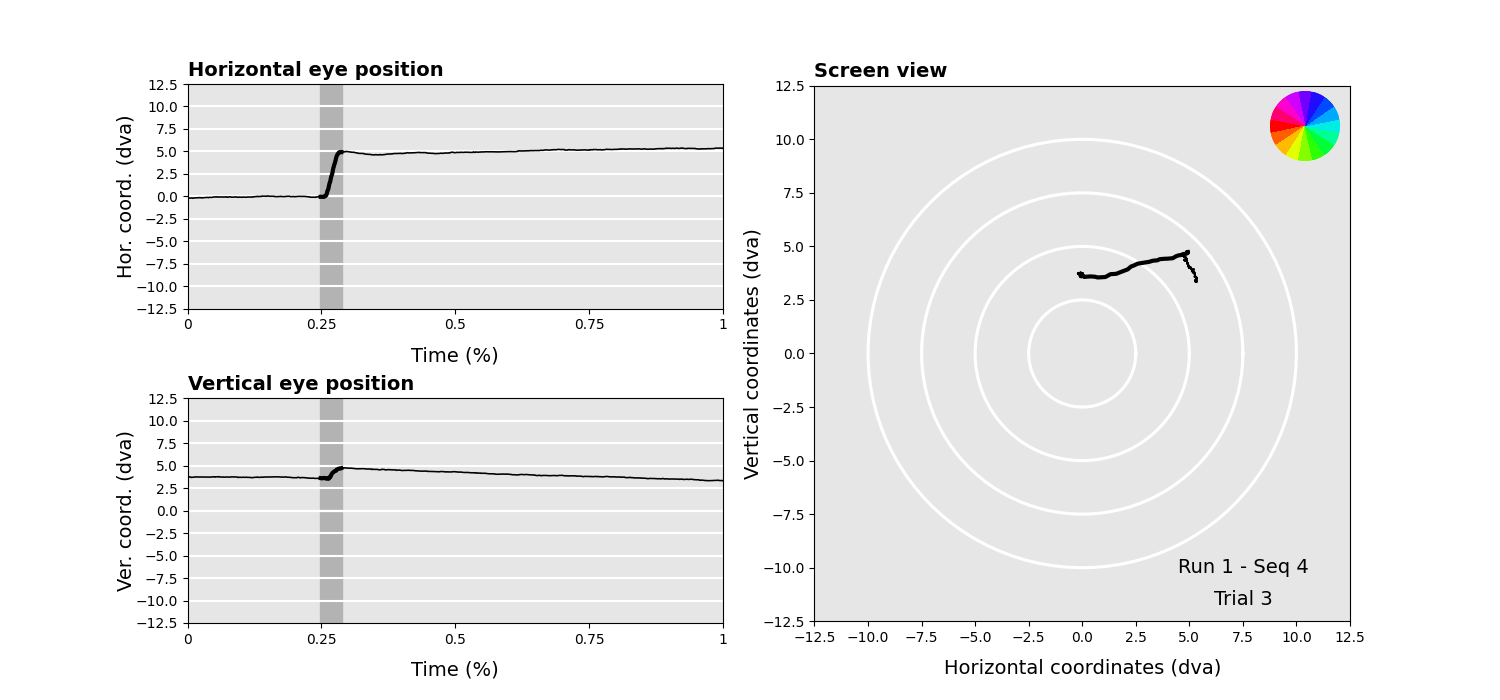 Horizontal eye position
Hor. coord. (dva)
12.5
10.0
7.5
5.0
2.5
0.0
−2.5
−5.0
−7.5
−10.0
−12.5
0 0.25 0.5 0.75 1
Time (%)
Vertical eye position
Ver. coord. (dva)
12.5
10.0
7.5
5.0
2.5
0.0
−2.5
−5.0
−7.5
−10.0
−12.5
0 0.25 0.5 0.75 1
Time (%)
Screen view
Vertical coordinates (dva)
12.5
10.0
7.5
5.0
2.5
0.0
−2.5
−5.0
−7.5
−10.0
−12.5
Run 1 - Seq 4
Trial 3
−12.5 −10.0 −7.5 −5.0 −2.5 0.0 2.5 5.0 7.5 10.0 12.5
Horizontal coordinates (dva)